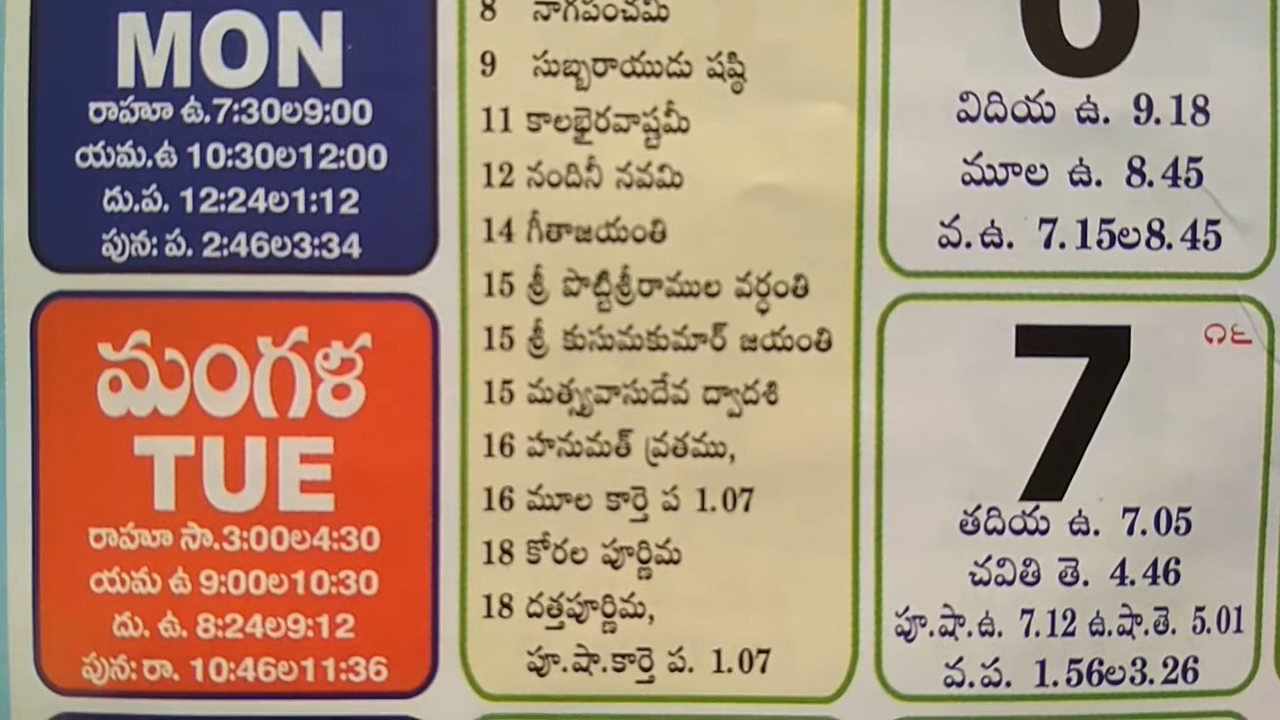 MON
రాహూ ఉ.7:30ల9:00
యమ.ఉ 10:30ల12:00
దు.ప. 12:24ల1:12
పున: ప. 2:46ల3:34
మంగళ
TUE
రాహూ సా.3:00ల4:30
యమ ఉ 9:00ల10:30
దు. ఉ. 8:24ల9:12
పున: రా. 10:46ల11:36
8 నాగపంచమి
9 సుబ్బరాయుడు షష్ఠి
11 కాలభైరవాష్టమీ
12 నందినీ నవమి
14 గీతాజయంతి
15 శ్రీ పొట్టిశ్రీరాముల వర్ధంతి
15 శ్రీ కుసుమకుమార్ జయంతి
15 మత్స్యవాసుదేవ ద్వాదశి
16 హనుమత్ వ్రతము,
16 మూల కార్తె ప 1.07
18 కోరల పూర్ణిమ
18 దత్తపూర్ణిమ,
పూ.షా.కార్తె ప. 1.07
6
విదియ ఉ. 9.18
మూల ఉ. 8.45
వ.ఉ. 7.15ల8.45
7 ౧౬
తదియ ఉ. 7.05
చవితి తె. 4.46
పూ.షా.ఉ. 7.12 ఉ.షా.తె. 5.01
వ.ప. 1.56ల3.26